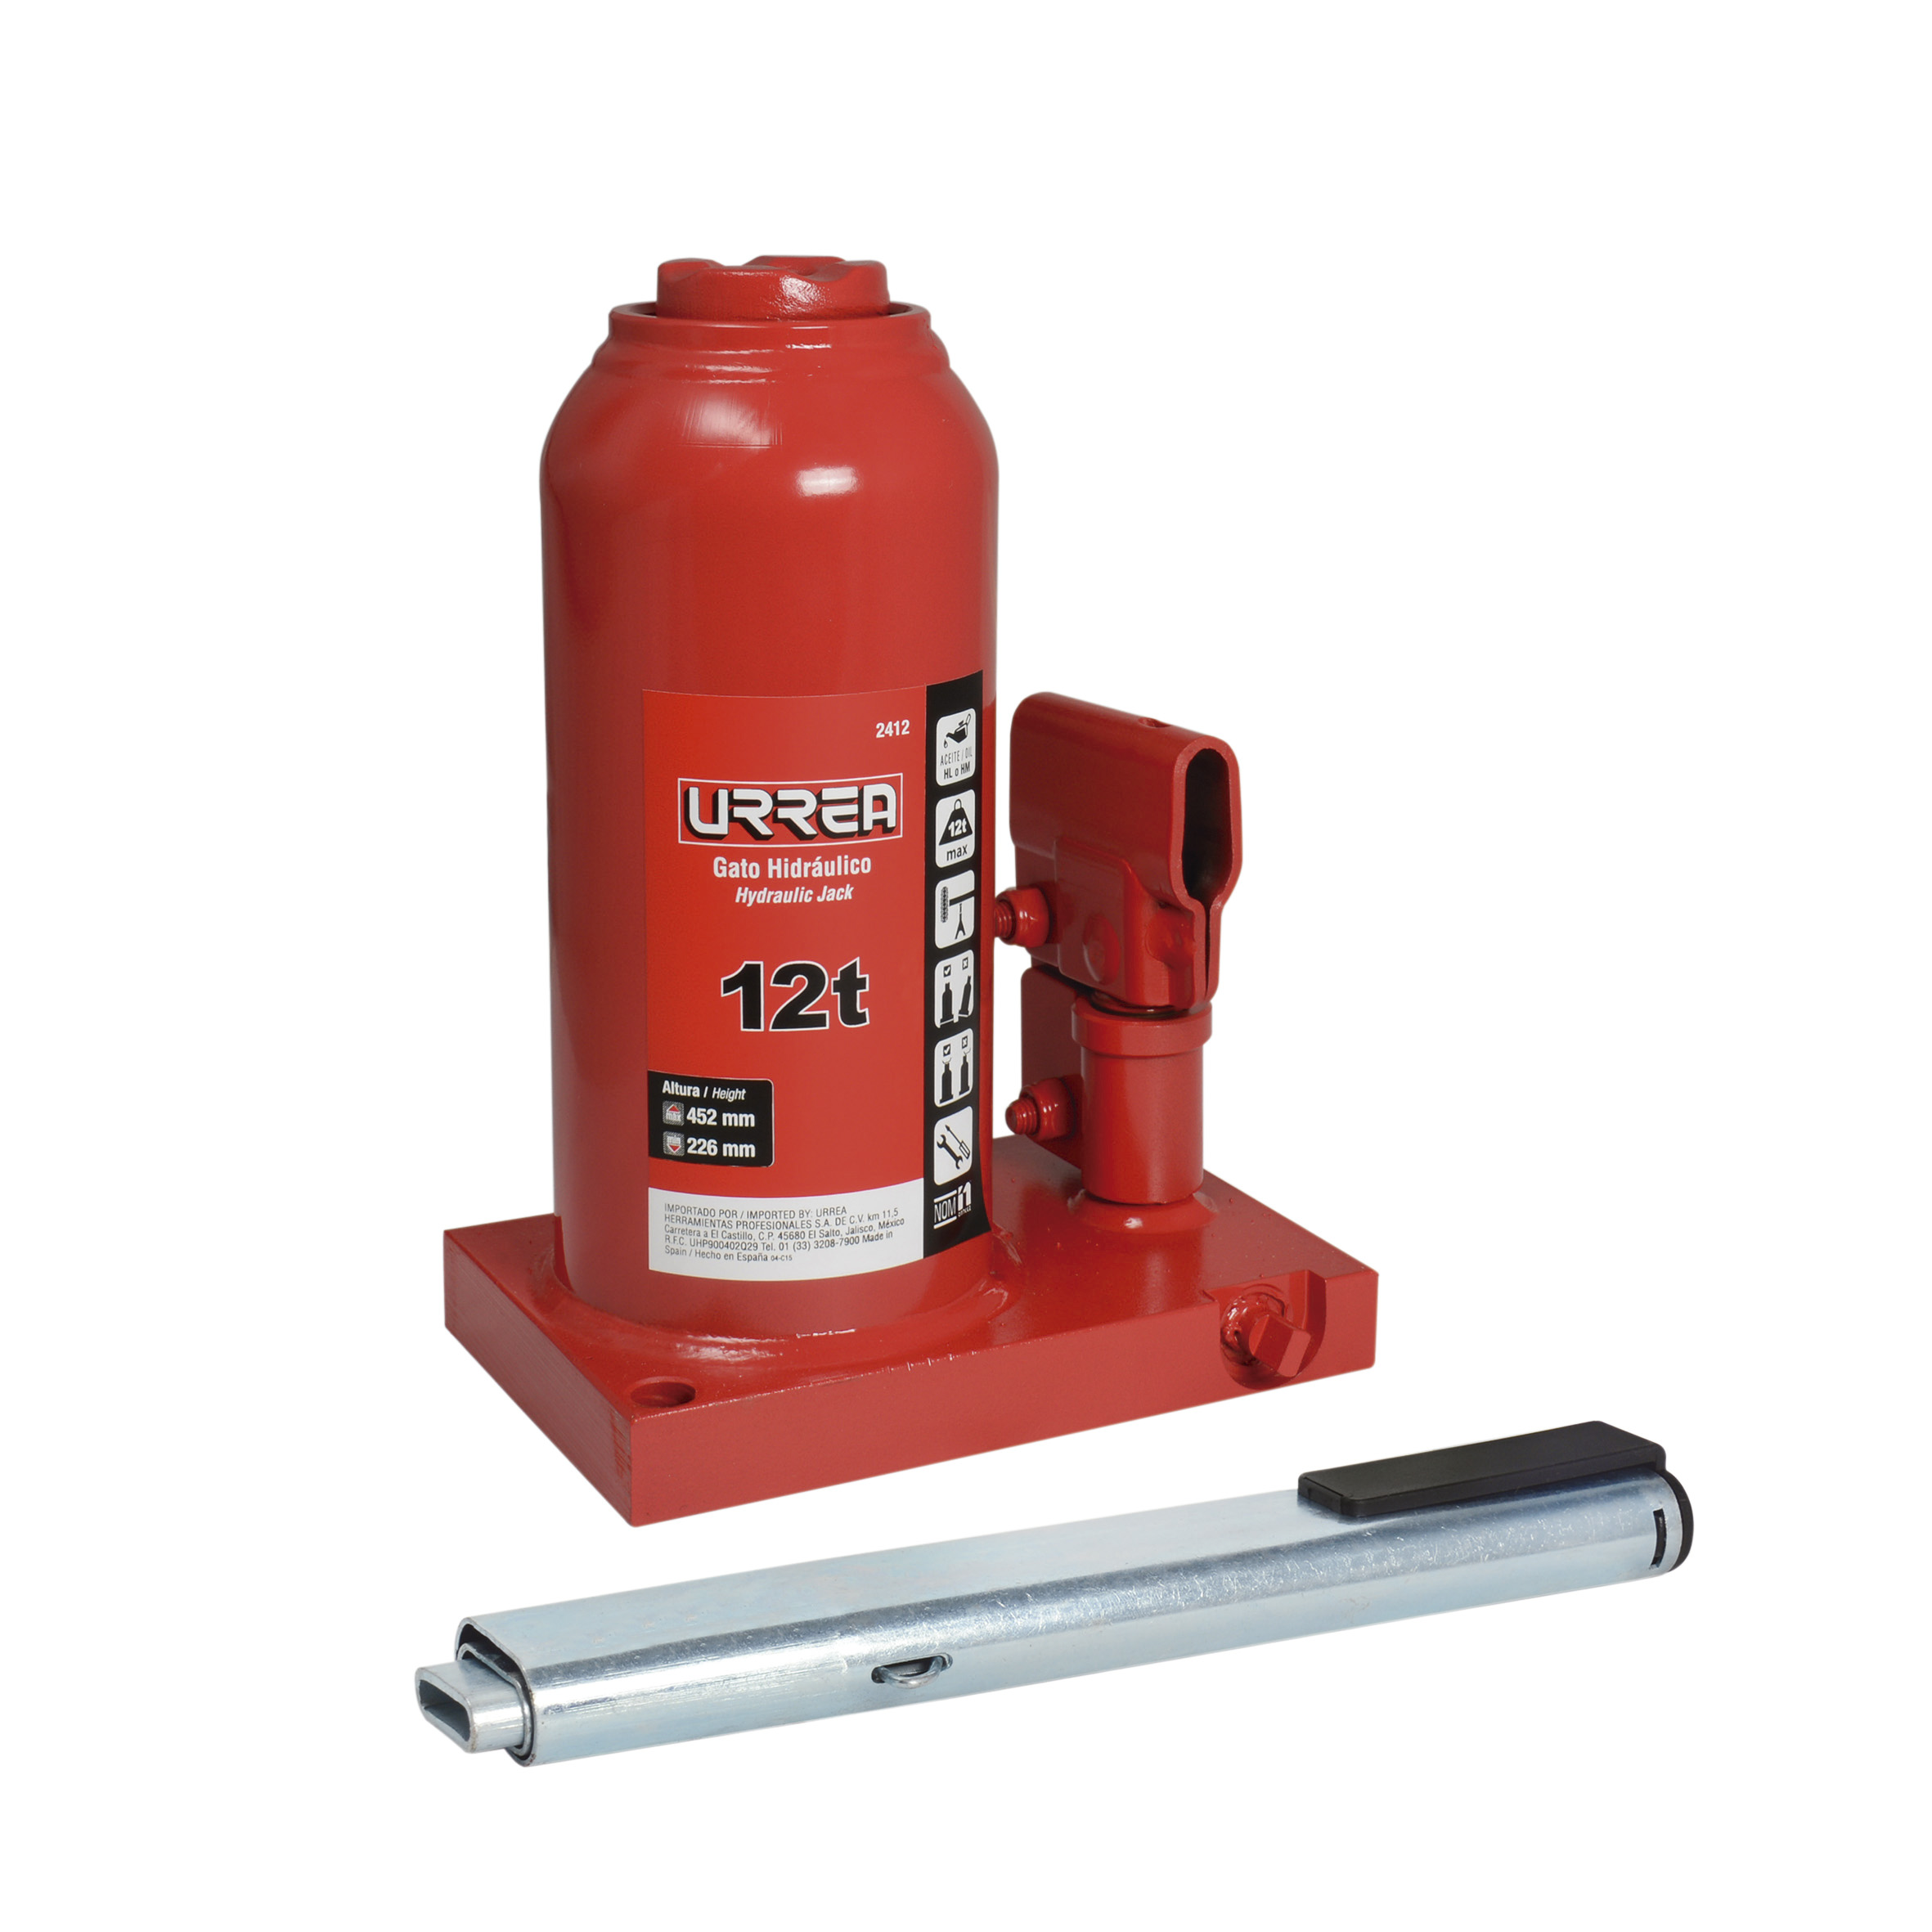 2412
URREA
Gato Hidráulico
Hydraulic Jack
12t
Altura / Height
452 mm
226 mm
IMPORTADO POR / IMPORTED BY: URREA
HERRAMIENTAS PROFESIONALES S.A. DE C.V. km 11,5
Carretera a El Castillo, C.P. 45680 El Salto, Jalisco, México
R.F.C. UHP900402Q29 Tel. 01 (33) 3208-7900 Made in
Spain / Hecho en España 04-C15
ACEITE / OIL
HL o HM
12t
max
NOM